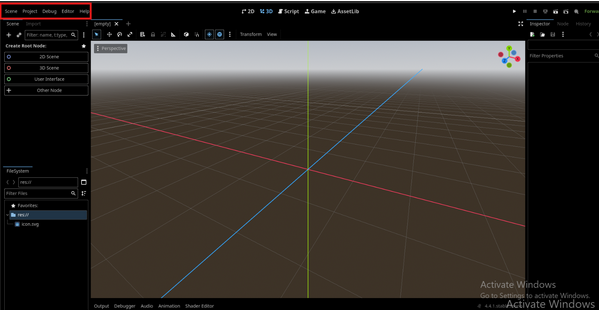 Scene Project Debug Editor Help
2D 3D Script Game AssetLib
Forwar
Scene Import
[empty]
Inspector Node History
Filter: name, t:type,
Transform View
Create Root Node:
Perspective
2D Scene
3D Scene
User Interface
Other Node
Filter Properties
FileSystem
res://
Filter Files
Favorites:
res://
icon.svg
Output Debugger Audio Animation Shader Editor
4.4.1
Activate Windows
Go to Settings to activate Windows.
Activate Windows